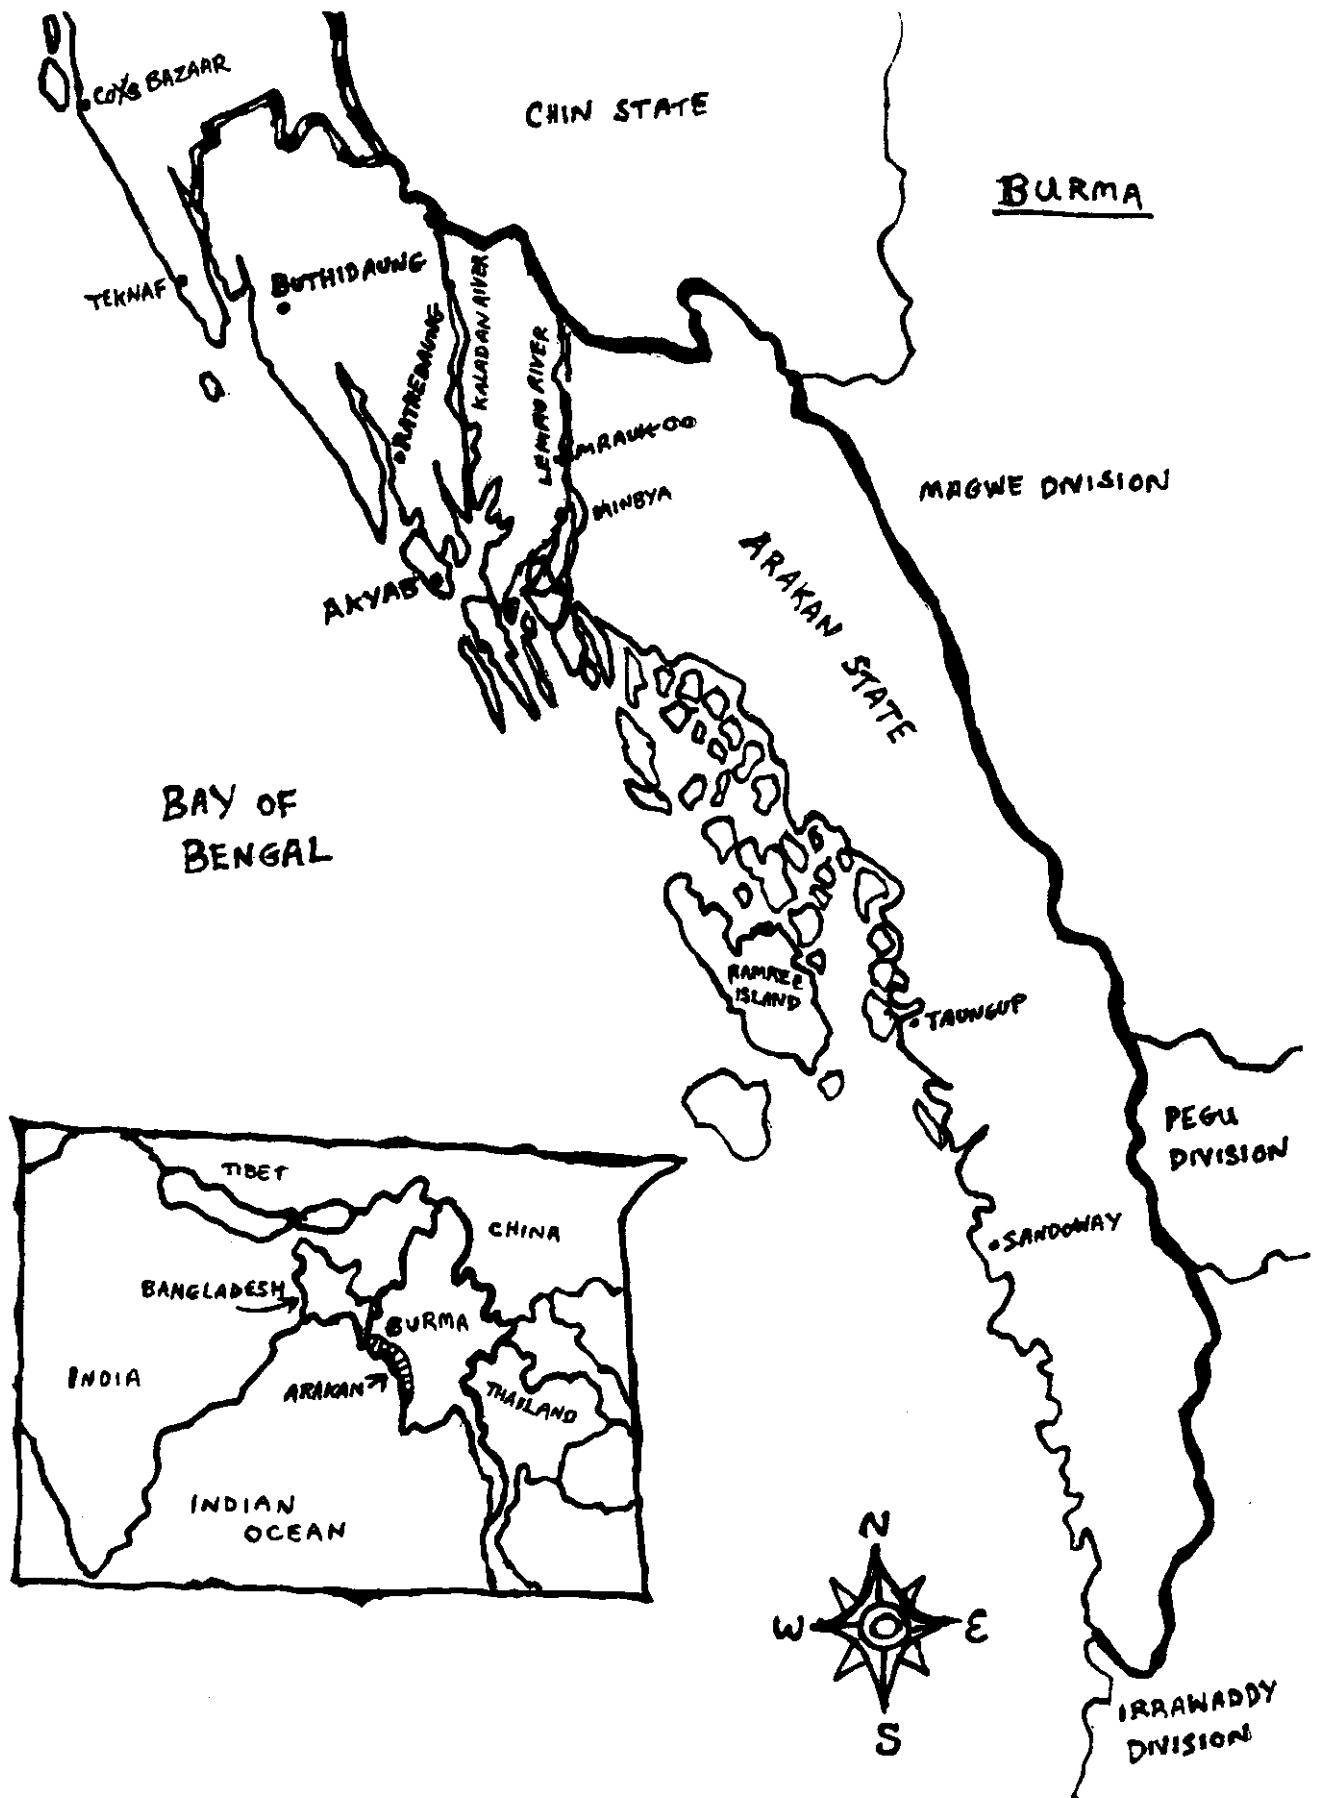 COXS BAZAAR
CHIN STATE
BURMA
TEKNAF
BUTHIDAUNG
RATHEDAUNG
KALADAN RIVER
LEMRO RIVER
MRAUK OO
MINBYA
MAGWE DIVISION
ARAKAN STATE
AKYAB
BAY OF
BENGAL
RAMREE
ISLAND
TAUNGUP
PEGU
DIVISION
SANDOWAY
TIBET
CHINA
BANGLADESH
BURMA
INDIA
ARAKAN
THAILAND
INDIAN
OCEAN
N
W
E
S
IRRAWADDY
DIVISION